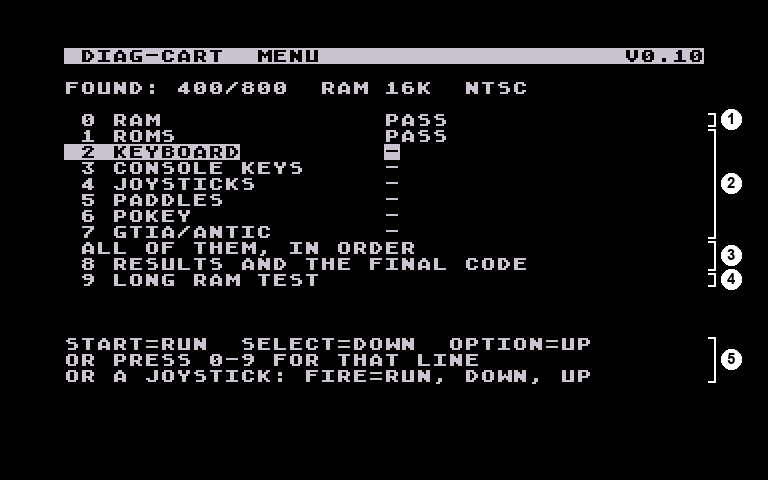 DIAG-CART MENU V0.10
FOUND: 400/800 RAM 16K NTSC
0 RAM PASS
1 ROMS PASS
2 KEYBOARD -
3 CONSOLE KEYS -
4 JOYSTICKS -
5 PADDLES -
6 POKEY -
7 GTIA/ANTIC -
ALL OF THEM, IN ORDER
8 RESULTS AND THE FINAL CODE
9 LONG RAM TEST
START=RUN SELECT=DOWN OPTION=UP
OR PRESS 0-9 FOR THAT LINE
OR A JOYSTICK: FIRE=RUN, DOWN, UP
1
2
3
4
5